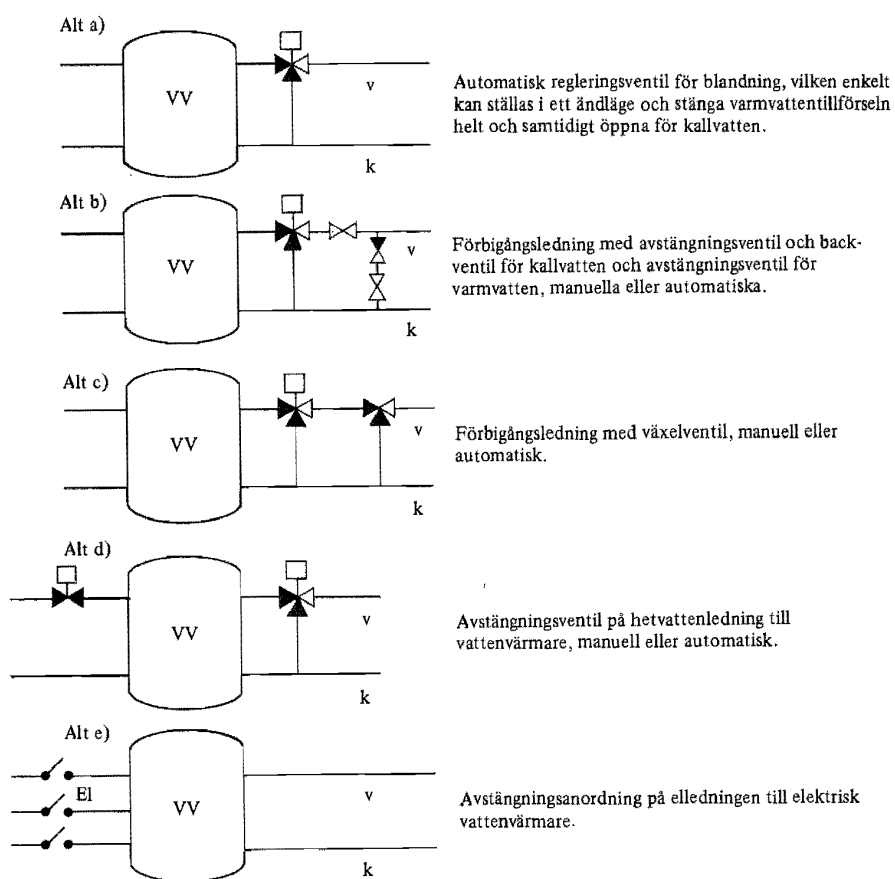 Alt a)
VV
v
k
Automatisk regleringsventil för blandning, vilken enkelt
kan ställas i ett ändläge och stänga varmvattentillförseln
helt och samtidigt öppna för kallvatten.
Alt b)
VV
v
k
Förbigångsledning med avstängningsventil och back-
ventil för kallvatten och avstängningsventil för
varmvatten, manuella eller automatiska.
Alt c)
VV
v
k
Förbigångsledning med växelventil, manuell eller
automatisk.
Alt d)
VV
v
k
Avstängningsventil på hetvattenledning till
vattenvärmare, manuell eller automatisk.
Alt e)
El
VV
v
k
Avstängningsanordning på elledningen till elektrisk
vattenvärmare.